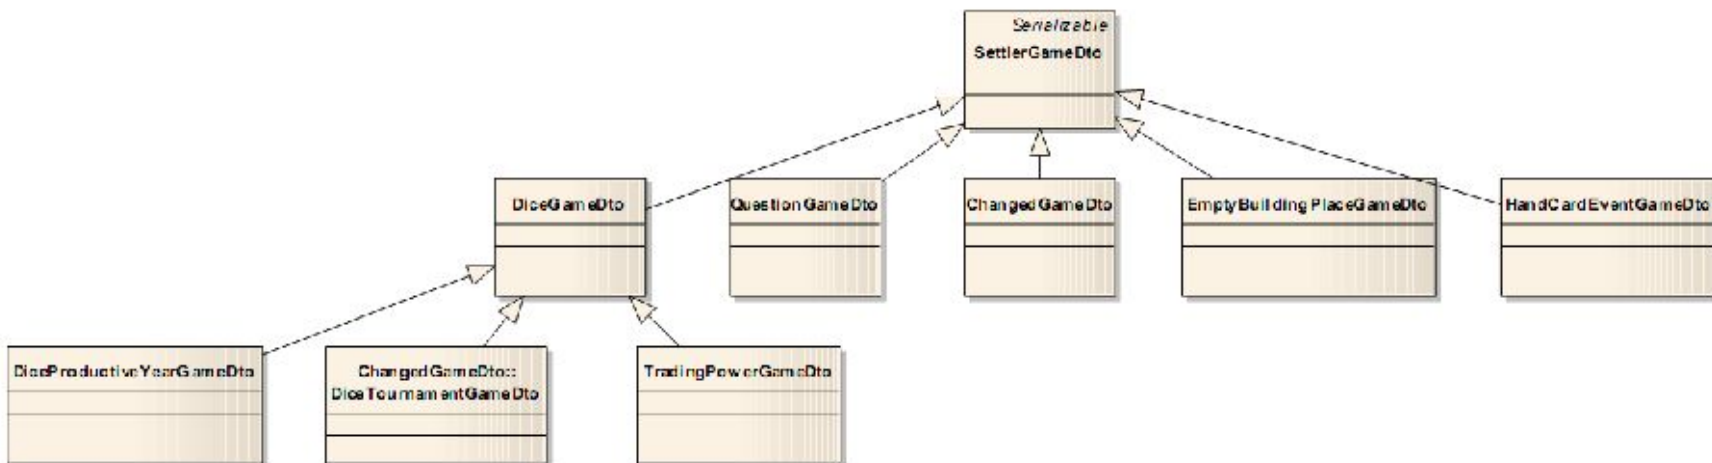 Serializable
SettlerGameDto
DiceGameDto
QuestionGameDto
ChangedGameDto
EmptyBuildingPlaceGameDto
HandCardEventGameDto
DiceProductiveYearGameDto
ChangedGameDto::
DiceTournamentGameDto
TradingPowerGameDto